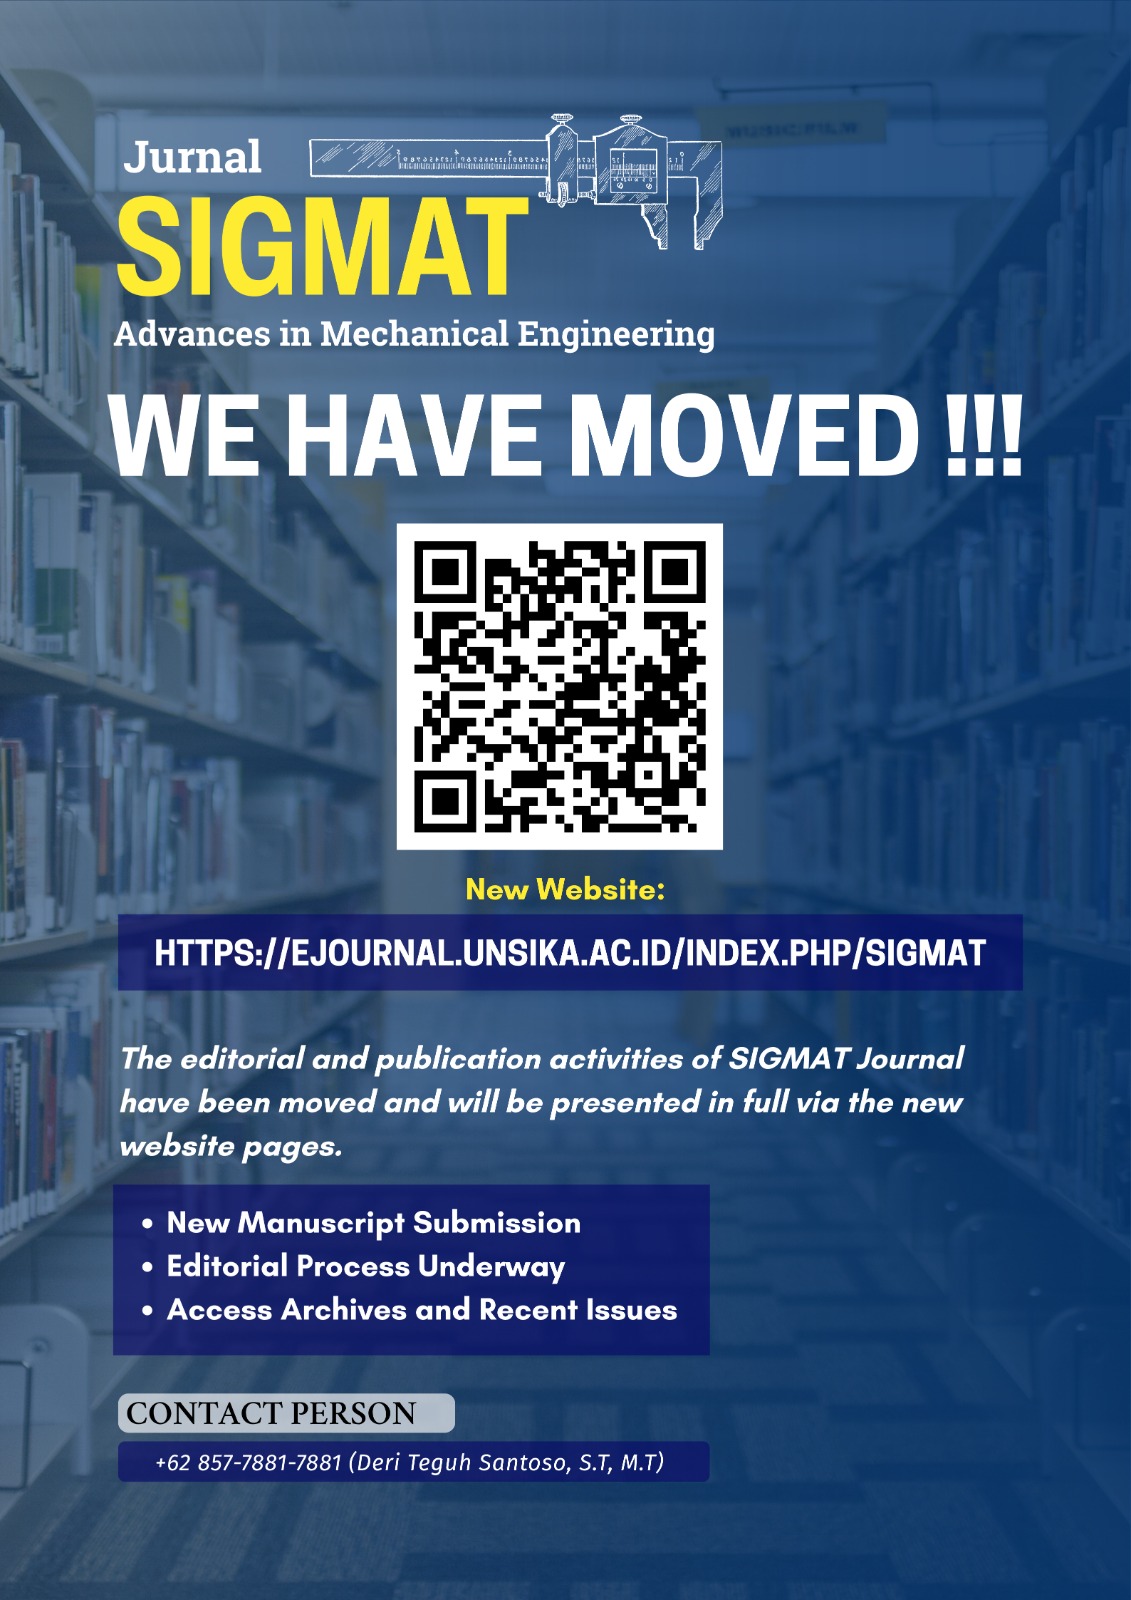 Jurnal
SIGMAT
Advances in Mechanical Engineering
WE HAVE MOVED !!!
New Website:
HTTPS://EJOURNAL.UNSIKA.AC.ID/INDEX.PHP/SIGMAT
The editorial and publication activities of SIGMAT Journal
have been moved and will be presented in full via the new
website pages.
• New Manuscript Submission
• Editorial Process Underway
• Access Archives and Recent Issues
CONTACT PERSON
+62 857-7881-7881 (Deri Teguh Santoso, S.T, M.T)